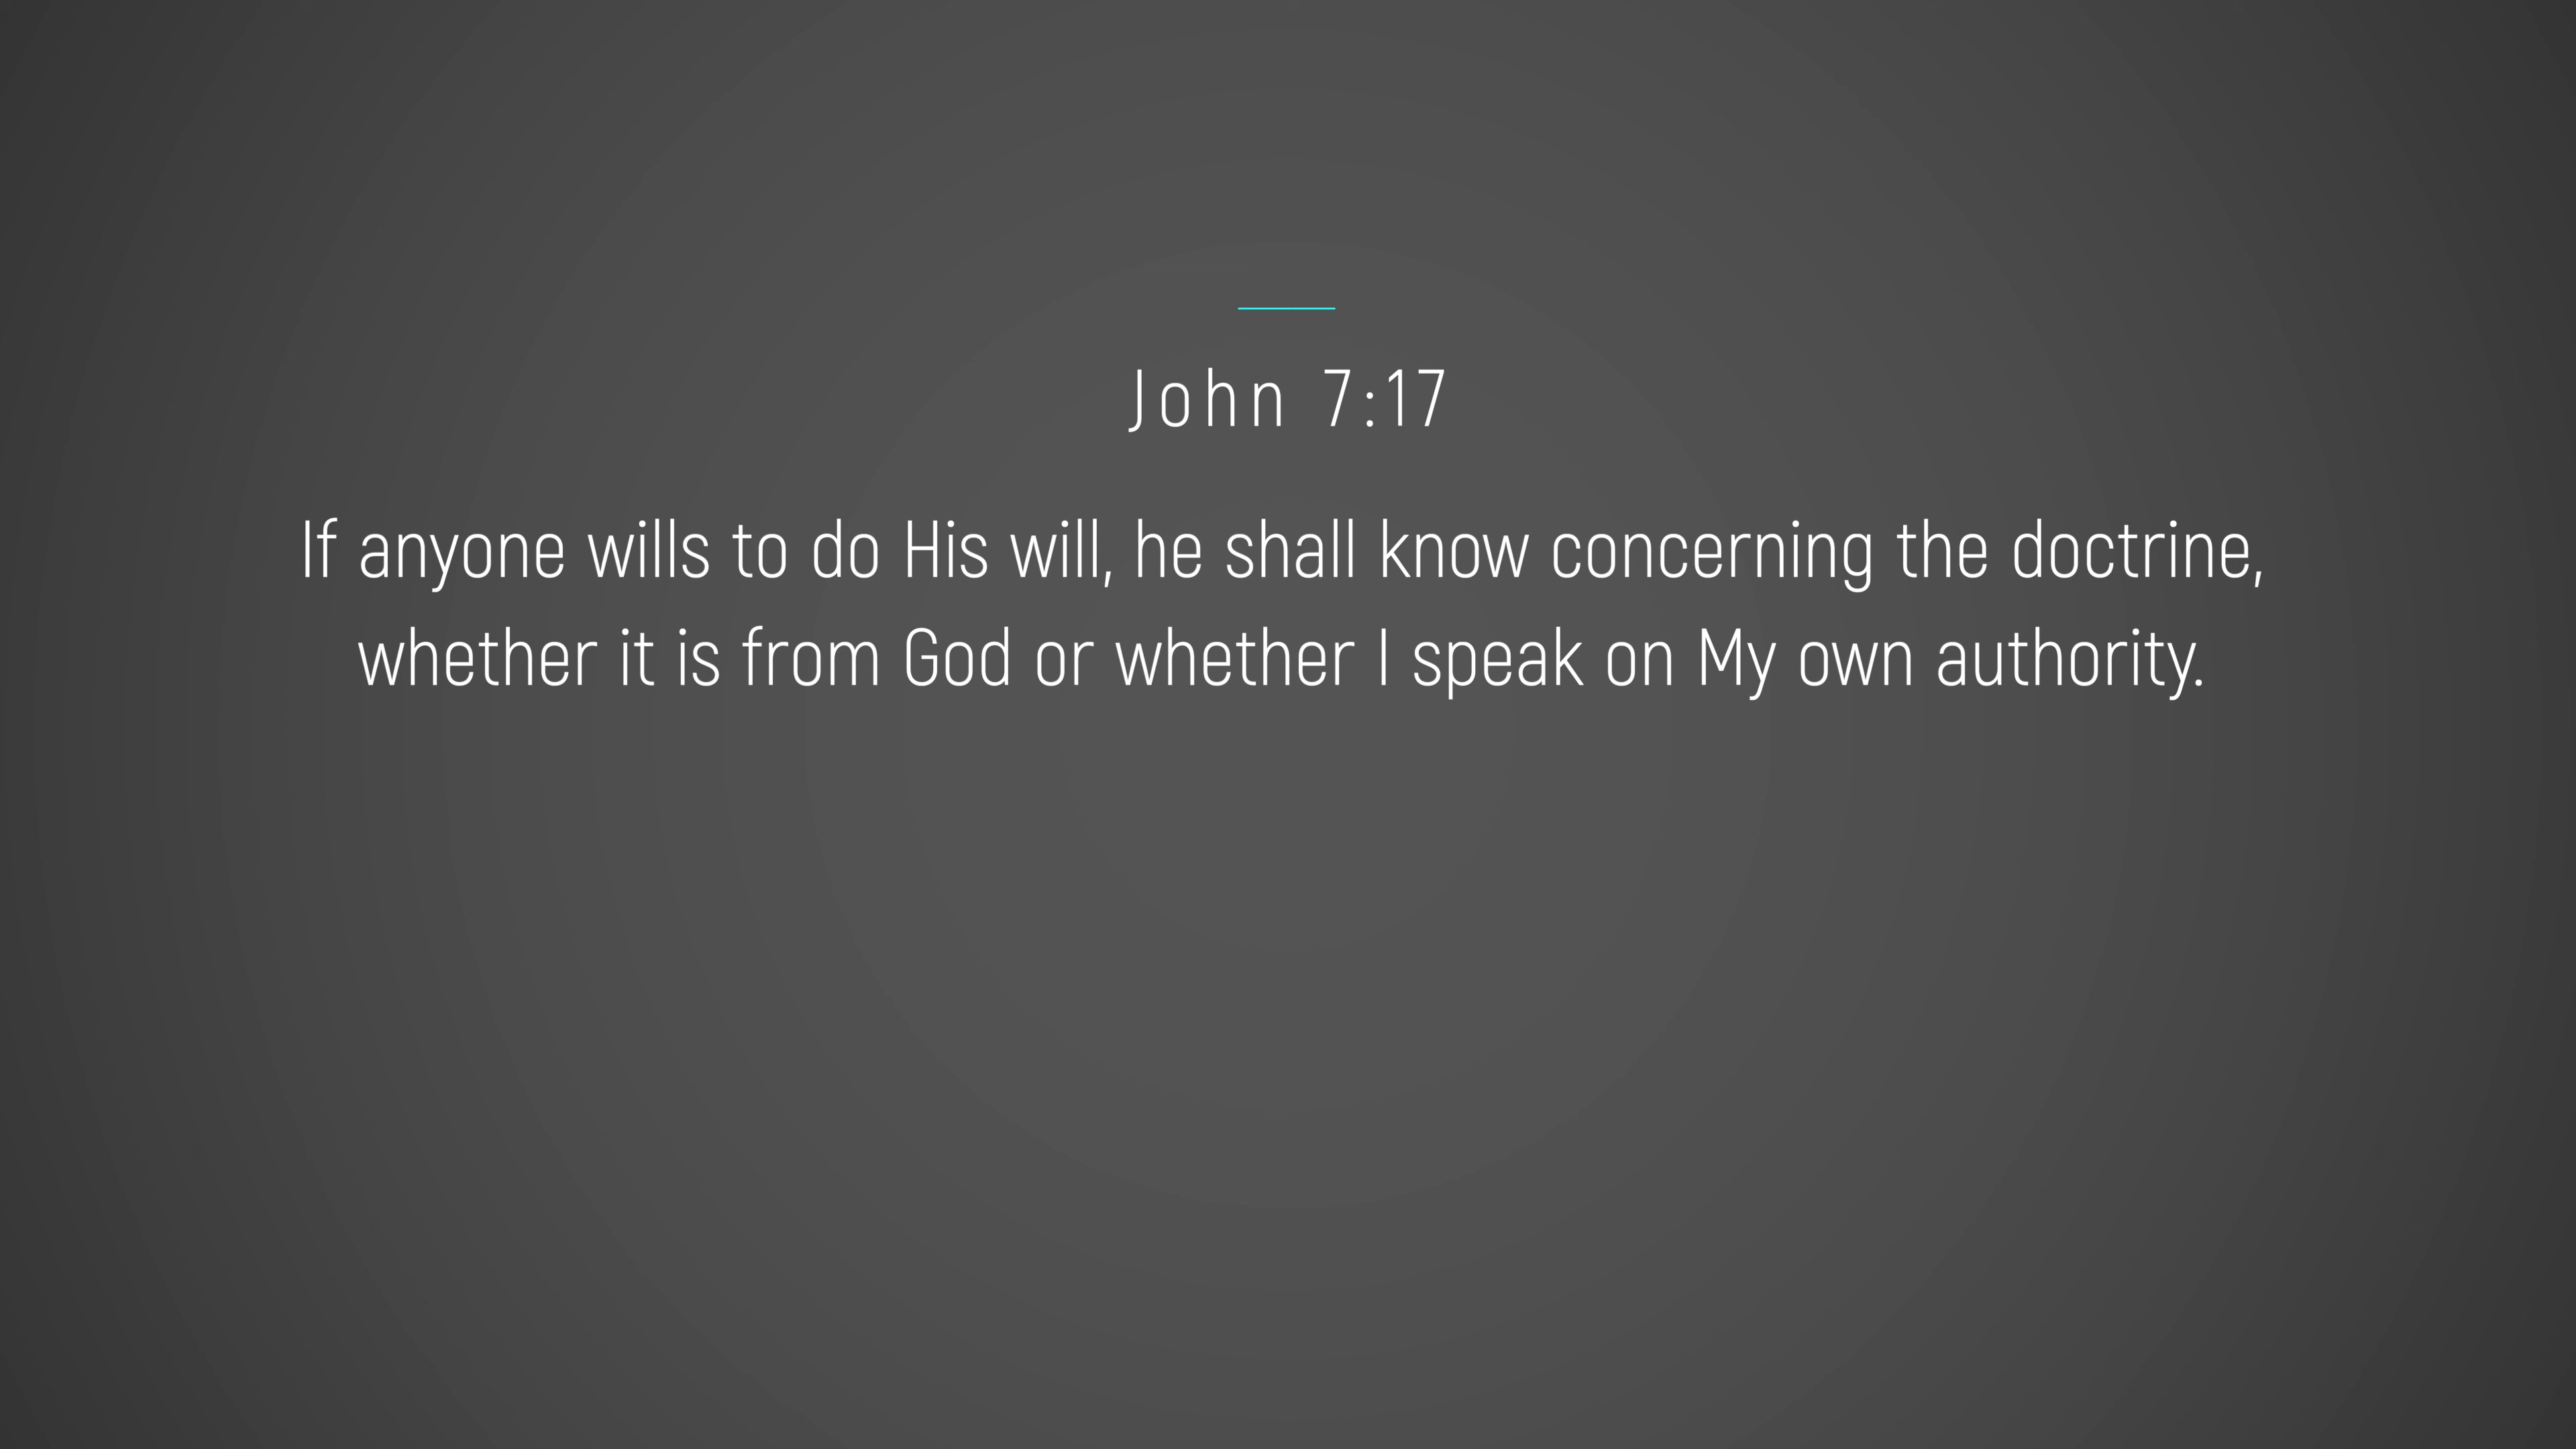 John 7:17
If anyone wills to do His will, he shall know concerning the doctrine,
whether it is from God or whether I speak on My own authority.